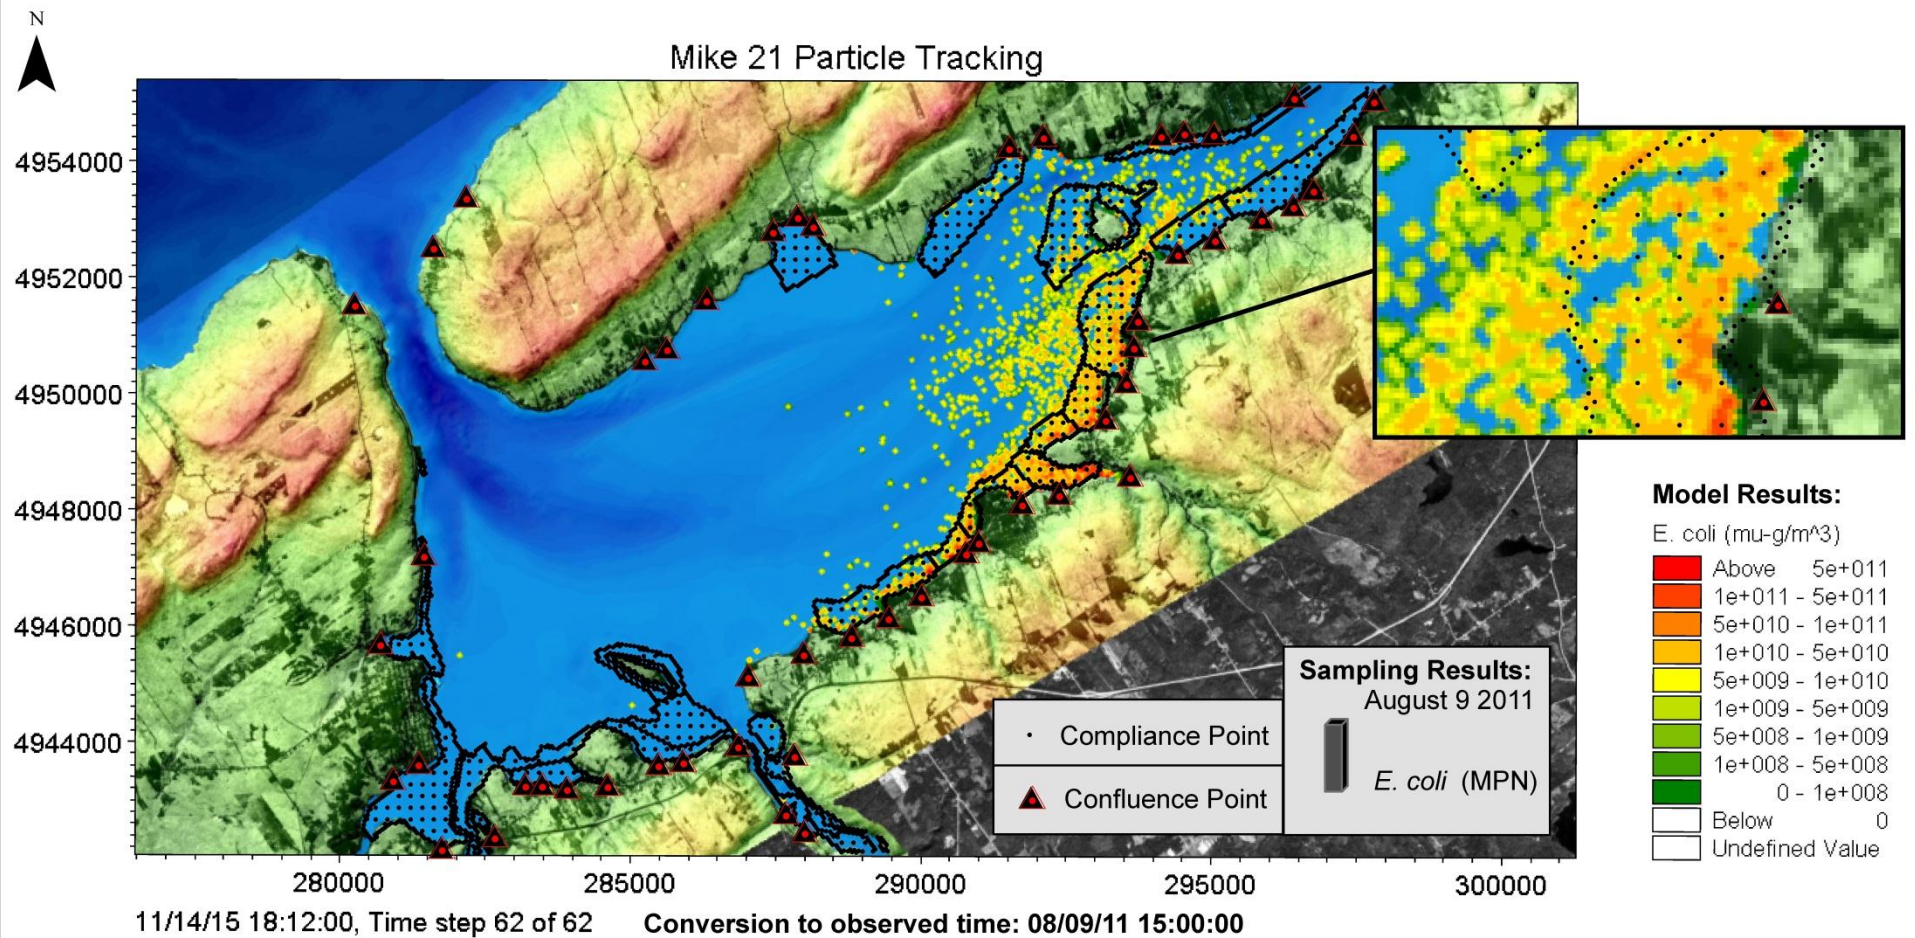 N
Mike 21 Particle Tracking
4954000
4952000
4950000
4948000
4946000
4944000
280000
285000
290000
295000
300000
Compliance Point
Confluence Point
Sampling Results:
August 9 2011
E. coli (MPN)
Model Results:
E. coli (mu-g/m^3)
Above 5e+011
1e+011 - 5e+011
5e+010 - 1e+011
1e+010 - 5e+010
5e+009 - 1e+010
1e+009 - 5e+009
5e+008 - 1e+009
1e+008 - 5e+008
0 - 1e+008
Below 0
Undefined Value
11/14/15 18:12:00, Time step 62 of 62 Conversion to observed time: 08/09/11 15:00:00